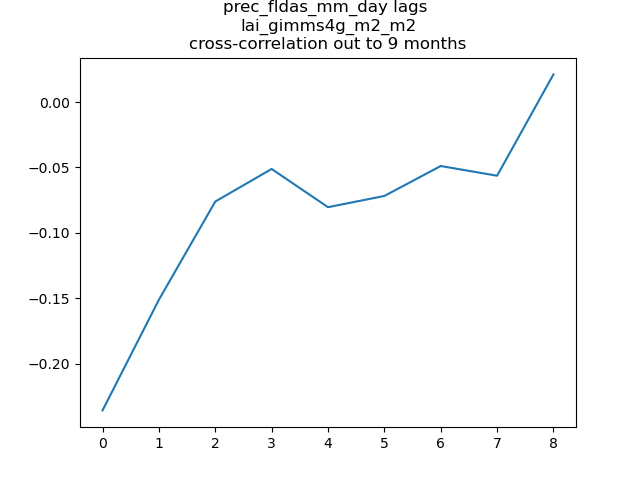 prec_fldas_mm_day lags
lai_gimms4g_m2_m2
cross-correlation out to 9 months
0.00
−0.05
−0.10
−0.15
−0.20
0 1 2 3 4 5 6 7 8